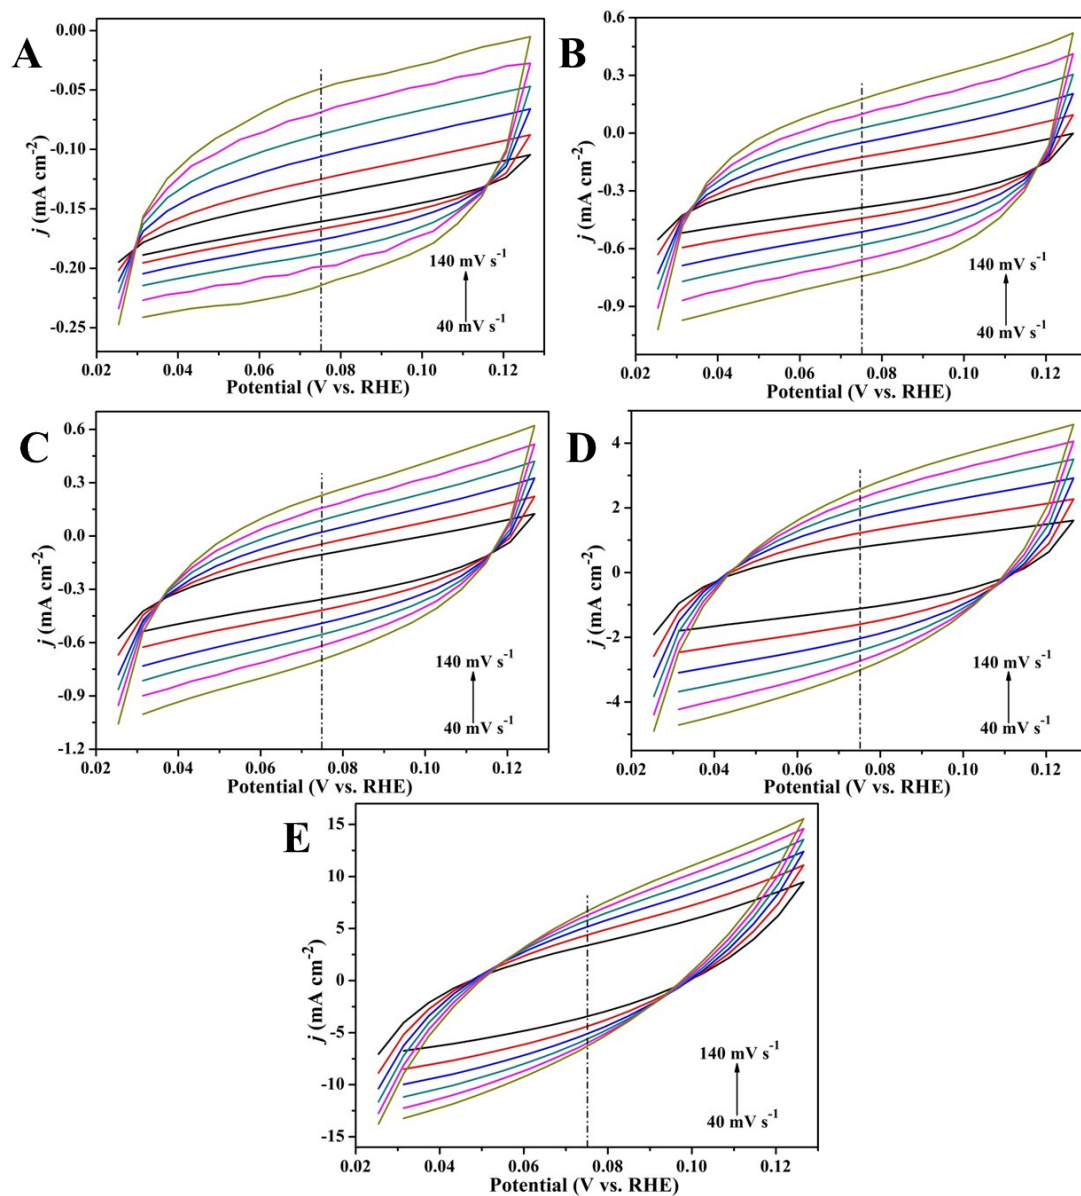 A
0.00
-0.05
-0.10
-0.15
-0.20
-0.25
j (mA cm⁻²)
140 mV s⁻¹
40 mV s⁻¹
0.02 0.04 0.06 0.08 0.10 0.12
Potential (V vs. RHE)
B
0.6
0.3
0.0
-0.3
-0.6
-0.9
j (mA cm⁻²)
140 mV s⁻¹
40 mV s⁻¹
0.02 0.04 0.06 0.08 0.10 0.12
Potential (V vs. RHE)
C
0.6
0.3
0.0
-0.3
-0.6
-0.9
-1.2
j (mA cm⁻²)
140 mV s⁻¹
40 mV s⁻¹
0.02 0.04 0.06 0.08 0.10 0.12
Potential (V vs. RHE)
D
4
2
0
-2
-4
j (mA cm⁻²)
140 mV s⁻¹
40 mV s⁻¹
0.02 0.04 0.06 0.08 0.10 0.12
Potential (V vs. RHE)
E
15
10
5
0
-5
-10
-15
j (mA cm⁻²)
140 mV s⁻¹
40 mV s⁻¹
0.02 0.04 0.06 0.08 0.10 0.12
Potential (V vs. RHE)